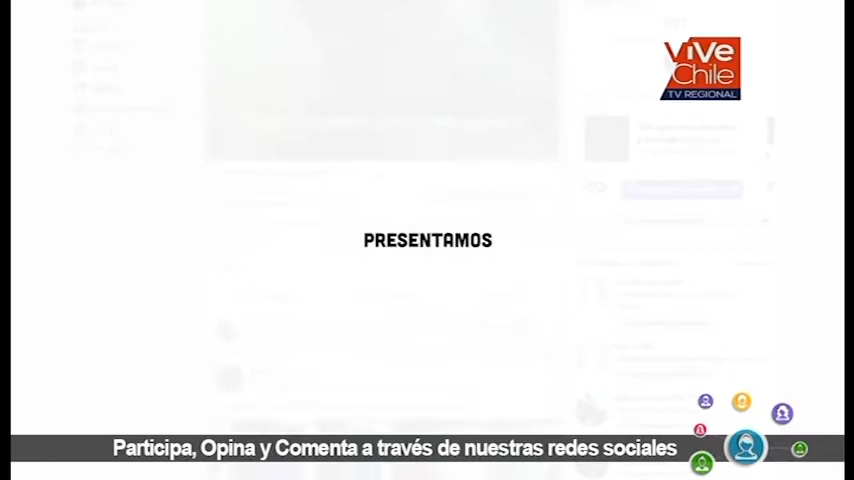 ViVe
Chile
TV REGIONAL
PRESENTAMOS
Participa, Opina y Comenta a través de nuestras redes sociales